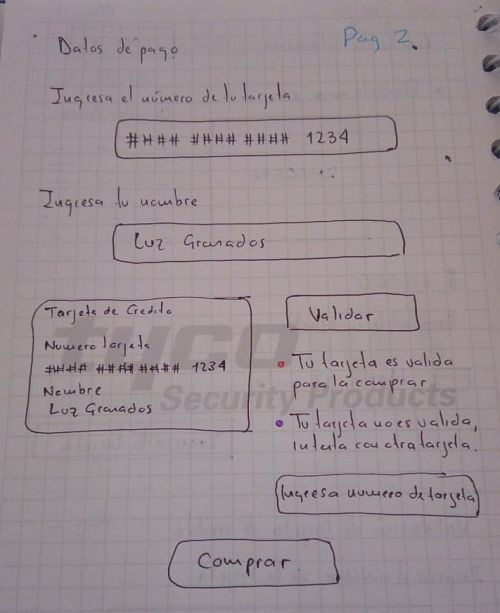 Datos de pago
Pag 2.
Ingresa el número de tu tarjeta
#### #### #### 1234
Ingresa tu nombre
Luz Granados
Tarjeta de Credito
Numero tarjeta
#### #### #### 1234
Nombre
Luz Granados
Validar
Tu tarjeta es valida
para la comprar
Tu tarjeta no es valida,
intenta con otra tarjeta.
Ingresa numero de tarjeta
Comprar.
tyco
Security Products